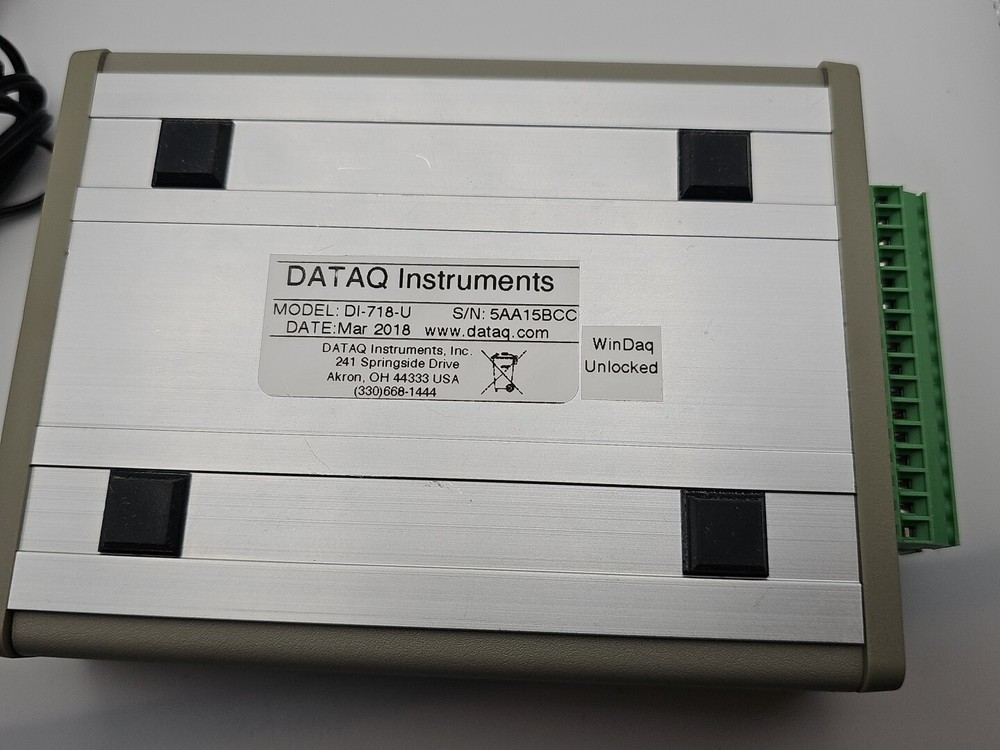 DATAQ Instruments
MODEL: DI-718-U S/N: 5AA15BCC
DATE:Mar 2018 www.dataq.com
DATAQ Instruments, Inc.
241 Springside Drive
Akron, OH 44333 USA
(330)668-1444
WinDaq
Unlocked